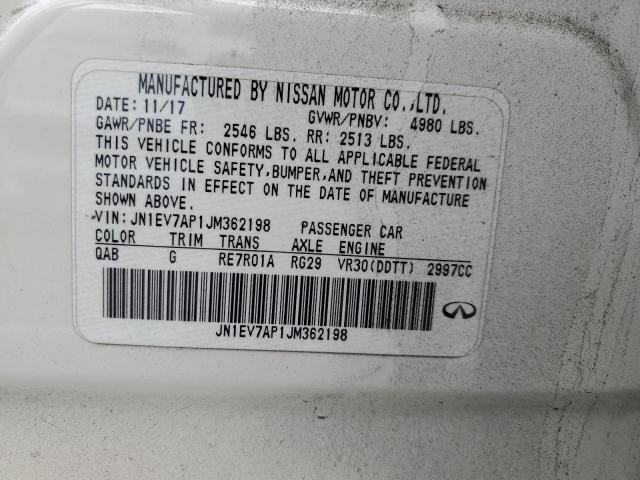 MANUFACTURED BY NISSAN MOTOR CO.,LTD.
DATE: 11/17 GVWR/PNBV: 4980 LBS.
GAWR/PNBE FR: 2546 LBS. RR: 2513 LBS.
THIS VEHICLE CONFORMS TO ALL APPLICABLE FEDERAL
MOTOR VEHICLE SAFETY,BUMPER,AND THEFT PREVENTION
STANDARDS IN EFFECT ON THE DATE OF MANUFACTURE
SHOWN ABOVE.
VIN:JN1EV7AP1JM362198 PASSENGER CAR
COLOR TRIM TRANS AXLE ENGINE
QAB G RE7R01A RG29 VR30(DDTT) 2997CC
JN1EV7AP1JM362198